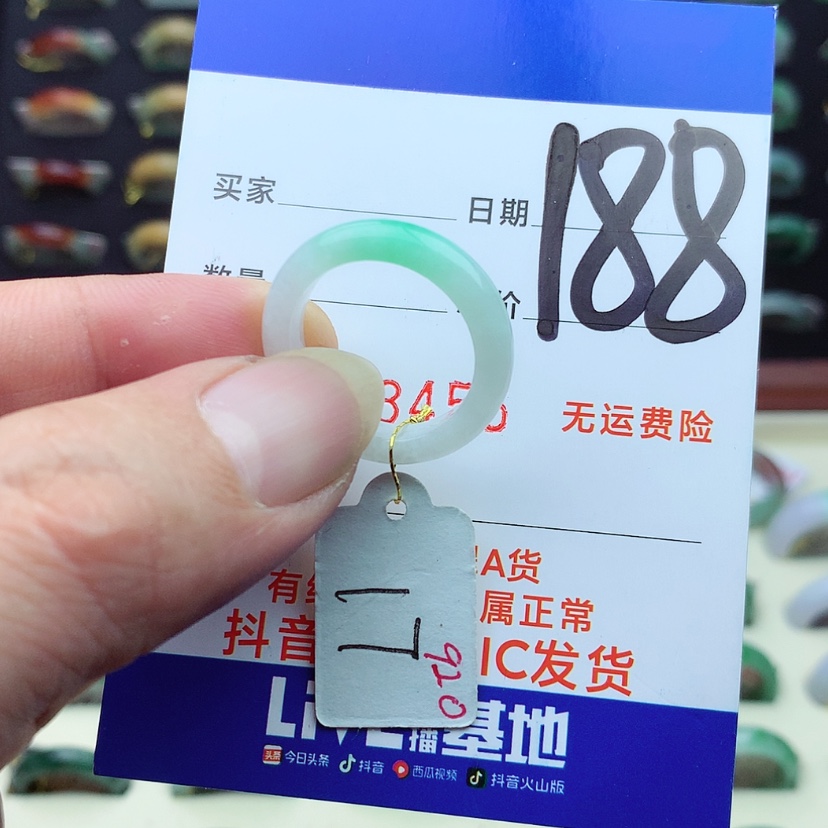 买家 日期 188
数量 价
8456 无运费险
A货
有 属正常
抖音 IC发货
LIVE 播 基地
今日头条 抖音 西瓜视频 抖音火山版
17
920